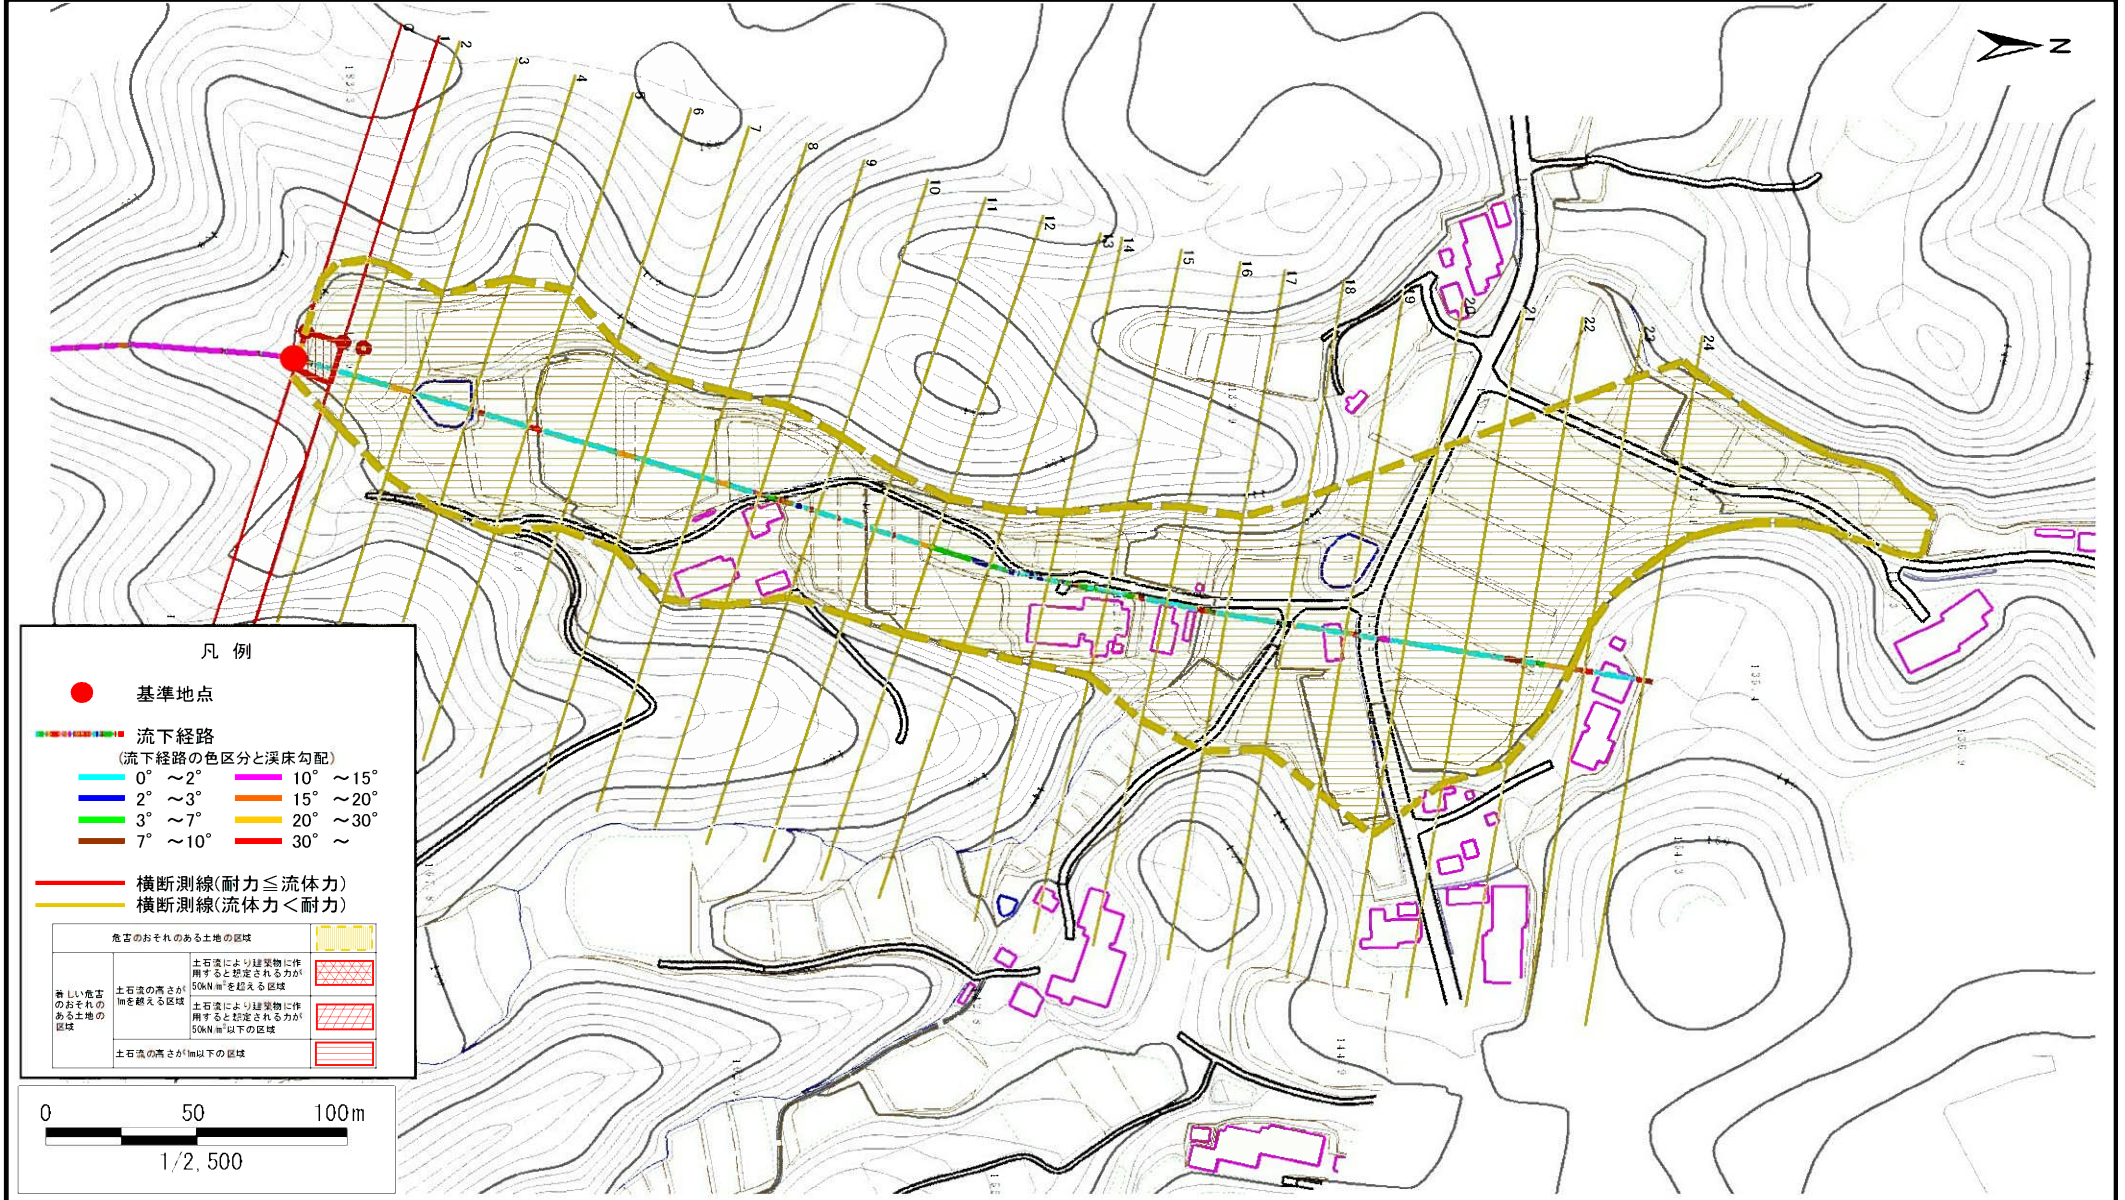 N
0
1
2
3
4
5
6
7
8
9
10
11
12
13
14
15
16
17
18
19
20
21
22
23
24
凡 例
基準地点
流下経路
(流下経路の色区分と渓床勾配)
0° ～2° 10° ～15°
2° ～3° 15° ～20°
3° ～7° 20° ～30°
7° ～10° 30° ～
横断測線(耐力≦流体力)
横断測線(流体力＜耐力)
危害のおそれのある土地の区域
著しい危害
のおそれの
ある土地の
区域
土石流の高さが
1mを越える区域
土石流により建築物に作
用すると想定される力が
50kN/㎡を超える区域
土石流により建築物に作
用すると想定される力が
50kN/㎡以下の区域
土石流の高さが1m以下の区域
0 50 100m
1/2,500